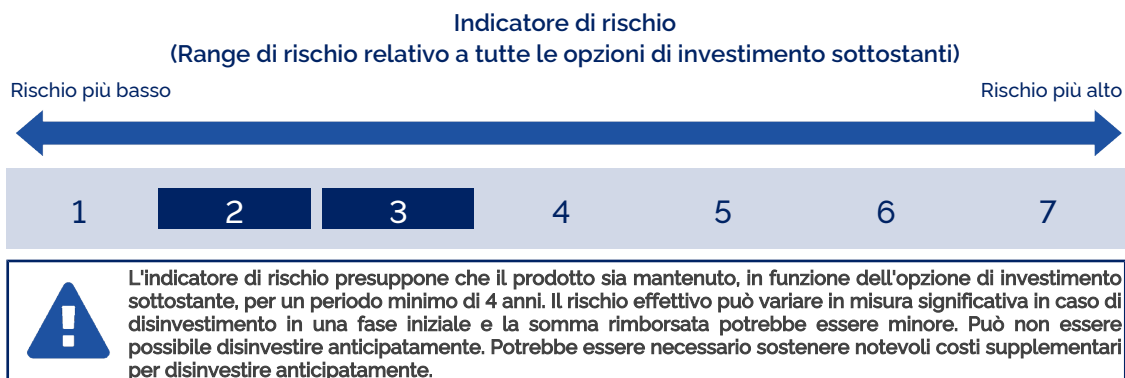 Indicatore di rischio
(Range di rischio relativo a tutte le opzioni di investimento sottostanti)
Rischio più basso
Rischio più alto
1 2 3 4 5 6 7
L'indicatore di rischio presuppone che il prodotto sia mantenuto, in funzione dell'opzione di investimento
sottostante, per un periodo minimo di 4 anni. Il rischio effettivo può variare in misura significativa in caso di
disinvestimento in una fase iniziale e la somma rimborsata potrebbe essere minore. Può non essere
possibile disinvestire anticipatamente. Potrebbe essere necessario sostenere notevoli costi supplementari
per disinvestire anticipatamente.